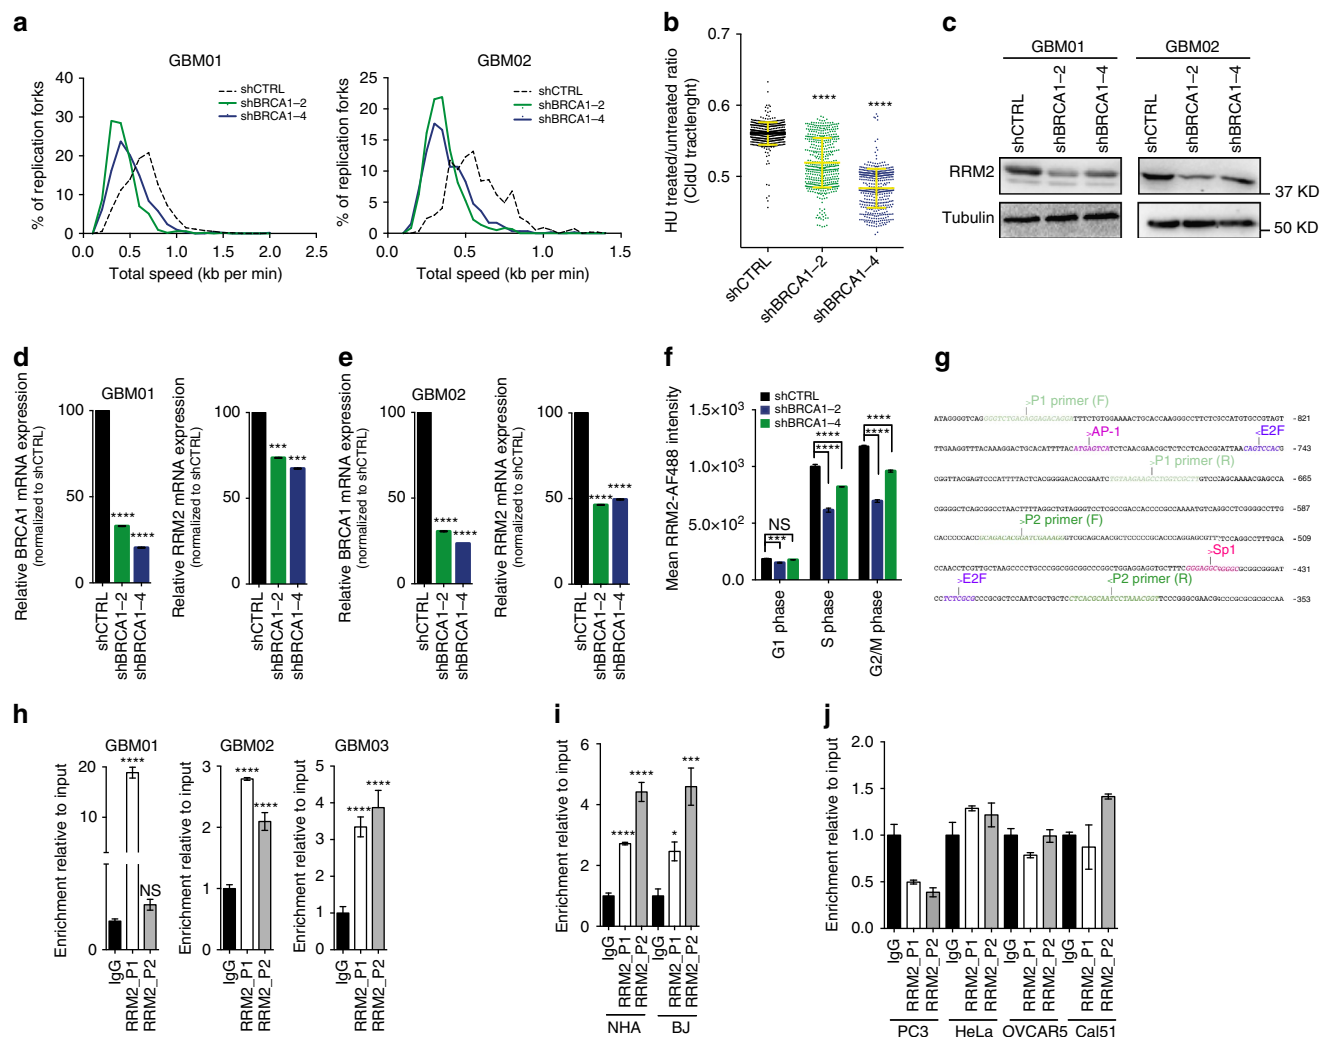 a
GBM01
40
30
20
10
0
% of replication forks
shCTRL
shBRCA1–2
shBRCA1–4
0.0
0.5
1.0
1.5
2.0
2.5
Total speed (kb per min)
GBM02
25
20
15
10
5
0
% of replication forks
shCTRL
shBRCA1–2
shBRCA1–4
0.0
0.5
1.0
1.5
Total speed (kb per min)
b
HU treated/untreated ratio
(CldU tractlenght)
0.7
0.6
0.5
****
****
shCTRL
shBRCA1–2
shBRCA1–4
c
GBM01
GBM02
shCTRL
shBRCA1–2
shBRCA1–4
shCTRL
shBRCA1–2
shBRCA1–4
RRM2
37 KD
Tubulin
50 KD
d
GBM01
Relative BRCA1 mRNA expression
(normalized to shCTRL)
100
50
0
****
****
shCTRL
shBRCA1–2
shBRCA1–4
Relative RRM2 mRNA expression
(normalized to shCTRL)
100
50
0
***
***
shCTRL
shBRCA1–2
shBRCA1–4
e
GBM02
Relative BRCA1 mRNA expression
(normalized to shCTRL)
100
50
0
****
****
shCTRL
shBRCA1–2
shBRCA1–4
Relative RRM2 mRNA expression
(normalized to shCTRL)
100
50
0
****
****
shCTRL
shBRCA1–2
shBRCA1–4
f
Mean RRM2-AF488 intensity
1.5×10³
1.0×10³
5.0×10²
0.0
shCTRL
shBRCA1–2
shBRCA1–4
NS
***
****
****
****
****
G1 phase
S phase
G2/M phase
g
>P1 primer (F)
-821
>AP-1
<E2F
-743
>P1 primer (R)
-665
-587
>P2 primer (F)
-509
>Sp1
-431
>E2F
<P2 primer (R)
-353
h
GBM01
Enrichment relative to input
20
10
0
****
NS
IgG
RRM2_P1
RRM2_P2
GBM02
Enrichment relative to input
3
2
1
0
****
****
IgG
RRM2_P1
RRM2_P2
GBM03
Enrichment relative to input
5
4
3
2
1
0
****
****
IgG
RRM2_P1
RRM2_P2
i
Enrichment relative to input
6
4
2
0
****
****
*
***
IgG
RRM2_P1
RRM2_P2
IgG
RRM2_P1
RRM2_P2
NHA
BJ
j
Enrichment relative to input
2.0
1.5
1.0
0.5
0.0
IgG
RRM2_P1
RRM2_P2
IgG
RRM2_P1
RRM2_P2
IgG
RRM2_P1
RRM2_P2
IgG
RRM2_P1
RRM2_P2
PC3
HeLa
OVCAR5
Cal51